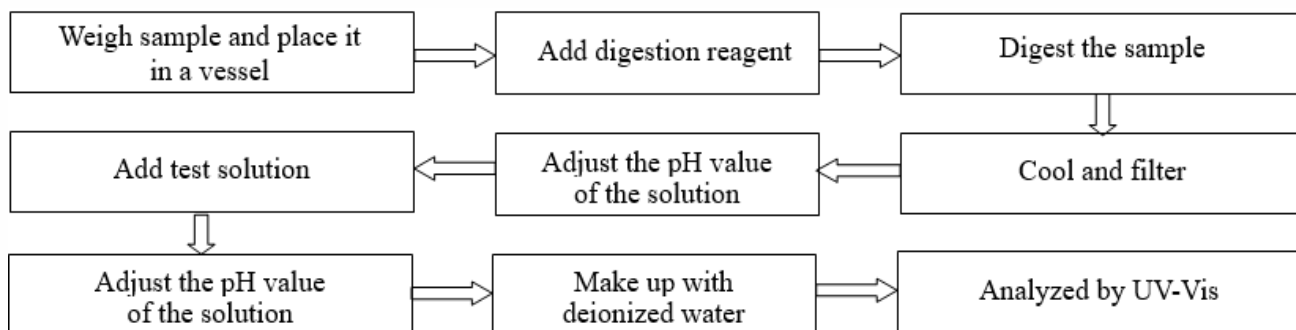 Weigh sample and place it
in a vessel
Add digestion reagent
Digest the sample
Cool and filter
Adjust the pH value
of the solution
Add test solution
Adjust the pH value
of the solution
Make up with
deionized water
Analyzed by UV-Vis